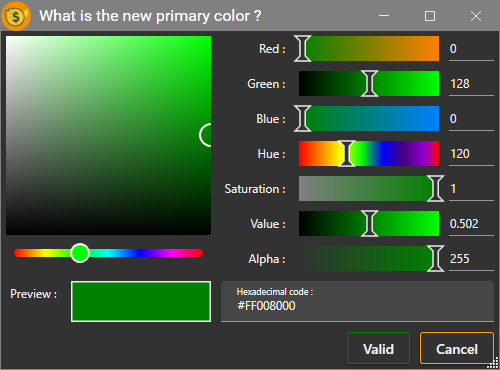 What is the new primary color ?
Red : 0
Green : 128
Blue : 0
Hue : 120
Saturation : 1
Value : 0.502
Alpha : 255
Preview :
Hexadecimal code :
#FF008000
Valid Cancel